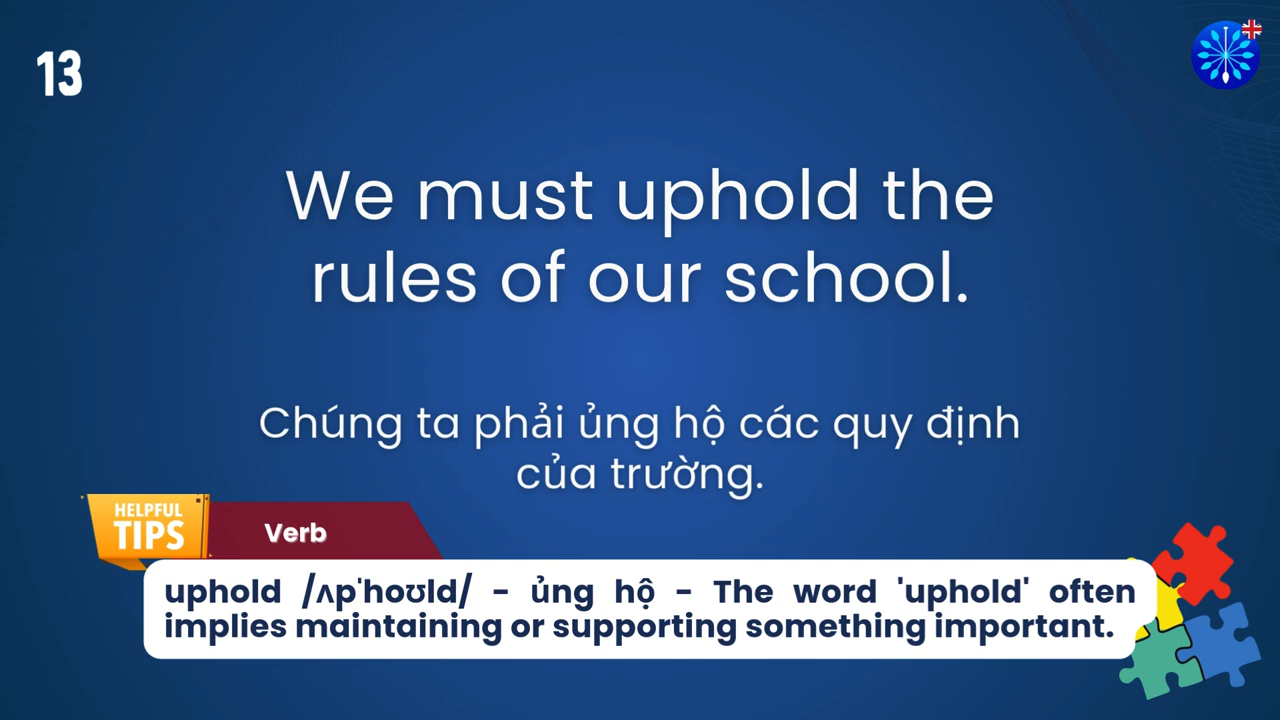 13
We must uphold the
rules of our school.
Chúng ta phải ủng hộ các quy định
của trường.
HELPFUL
TIPS
Verb
uphold /ʌpˈhoʊld/ - ủng hộ - The word 'uphold' often
implies maintaining or supporting something important.